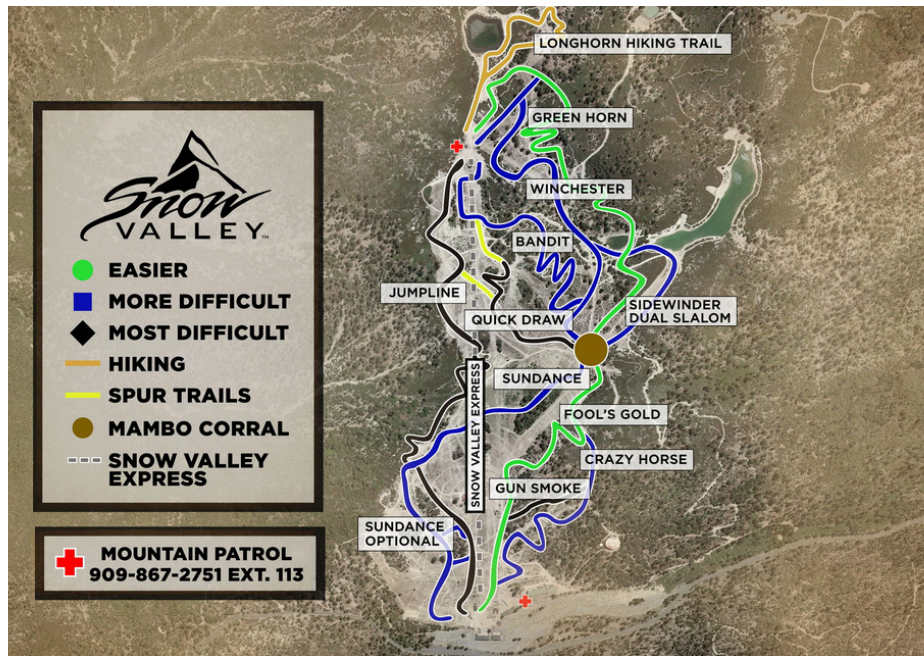 Snow
VALLEY™
EASIER
MORE DIFFICULT
MOST DIFFICULT
HIKING
SPUR TRAILS
MAMBO CORRAL
SNOW VALLEY
EXPRESS
MOUNTAIN PATROL
909-867-2751 EXT. 113
LONGHORN HIKING TRAIL
GREEN HORN
WINCHESTER
BANDIT
JUMPLINE
QUICK DRAW
SIDEWINDER
DUAL SLALOM
SUNDANCE
SNOW VALLEY EXPRESS
FOOL'S GOLD
CRAZY HORSE
GUN SMOKE
SUNDANCE
OPTIONAL